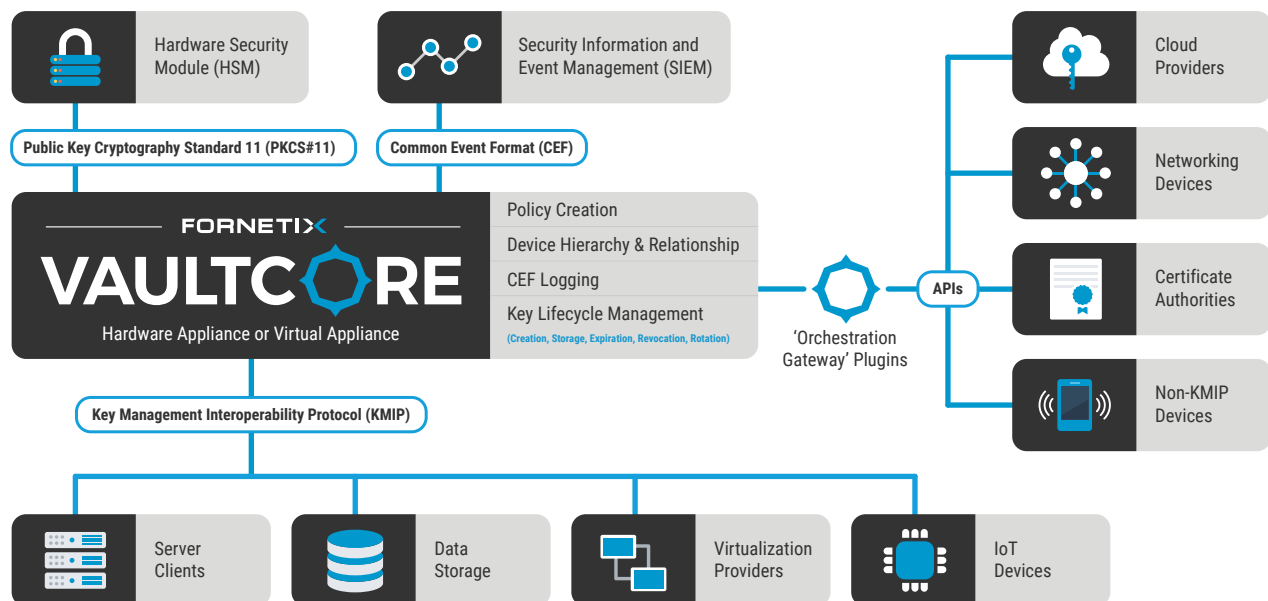 Hardware Security
Module (HSM)
Security Information and
Event Management (SIEM)
Cloud
Providers
Public Key Cryptography Standard 11 (PKCS#11)
Common Event Format (CEF)
Networking
Devices
FORNETIX
VAULTCORE
Hardware Appliance or Virtual Appliance
Policy Creation
Device Hierarchy & Relationship
CEF Logging
Key Lifecycle Management
(Creation, Storage, Expiration, Revocation, Rotation)
‘Orchestration
Gateway’ Plugins
APIs
Certificate
Authorities
Non-KMIP
Devices
Key Management Interoperability Protocol (KMIP)
Server
Clients
Data
Storage
Virtualization
Providers
IoT
Devices